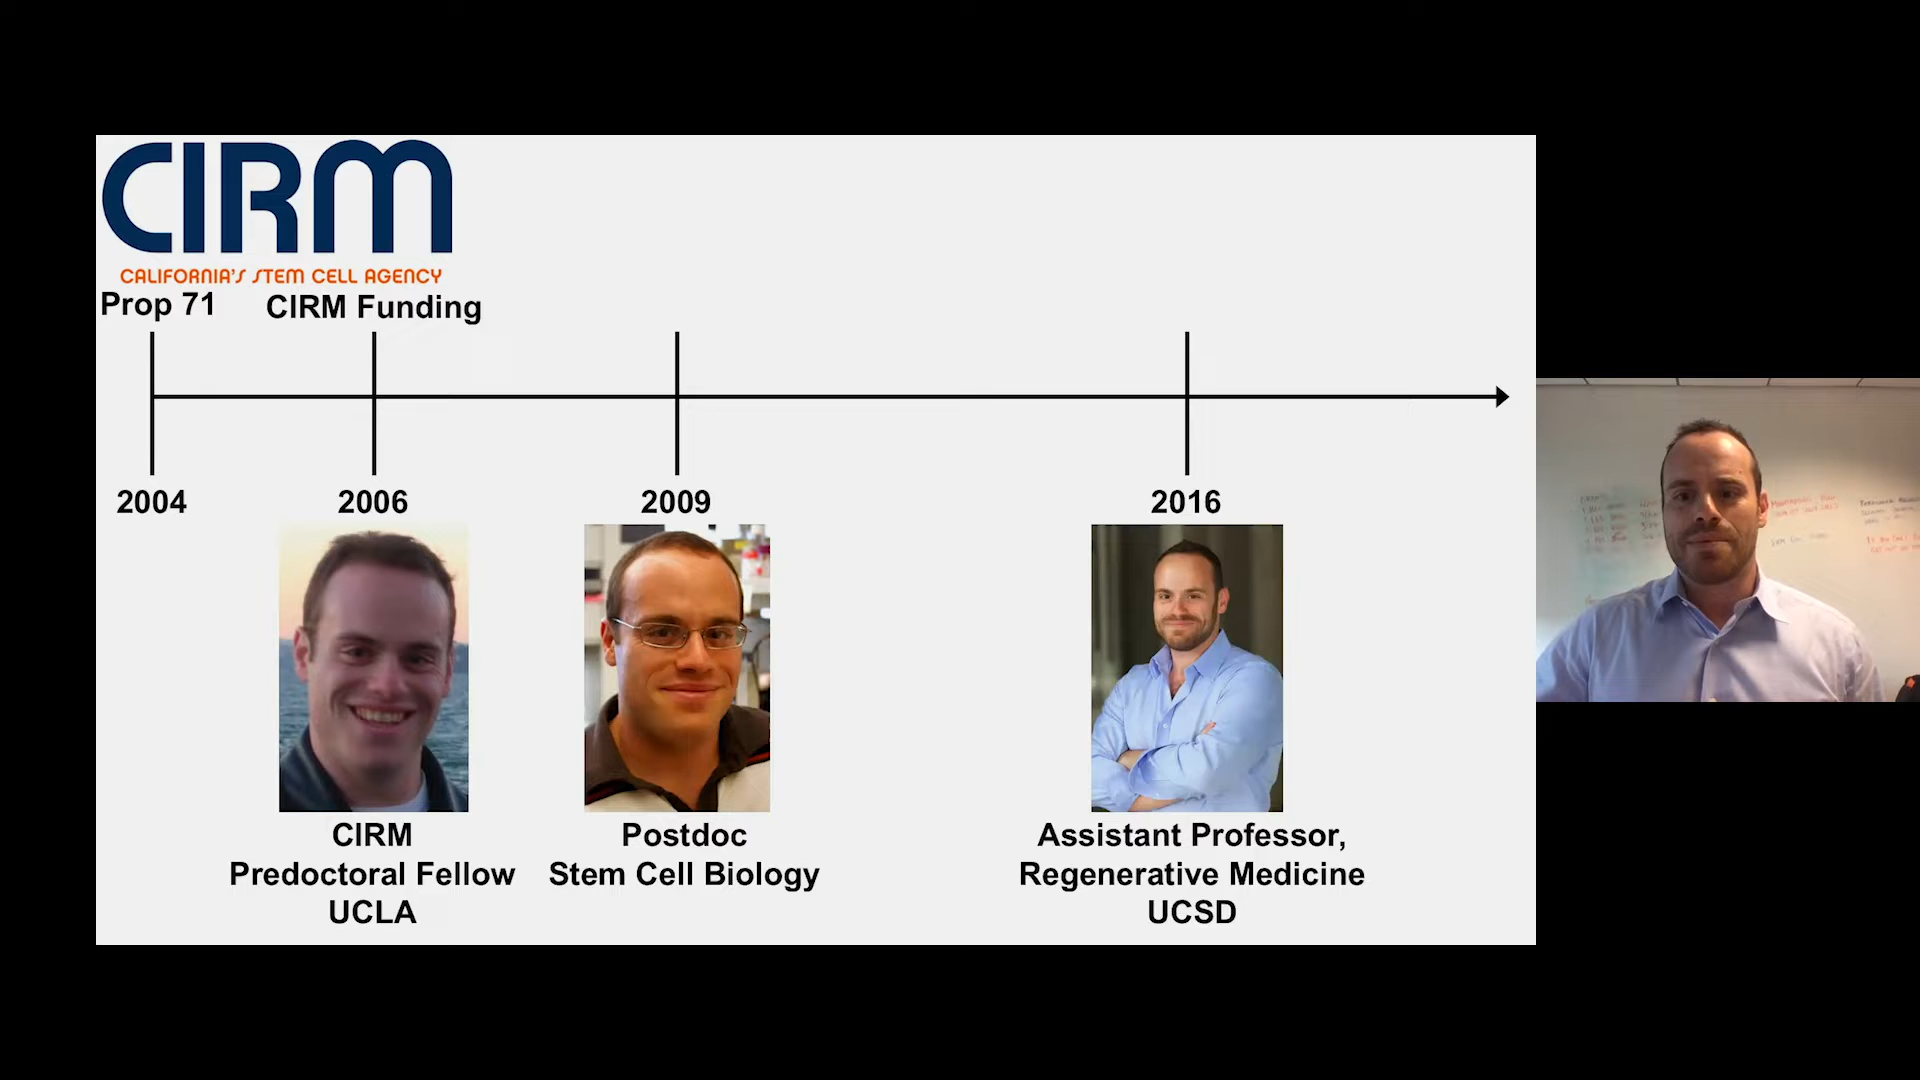 CIRM
CALIFORNIA'S STEM CELL AGENCY
Prop 71
CIRM Funding
2004
2006
2009
2016
CIRM
Predoctoral Fellow
UCLA
Postdoc
Stem Cell Biology
Assistant Professor,
Regenerative Medicine
UCSD